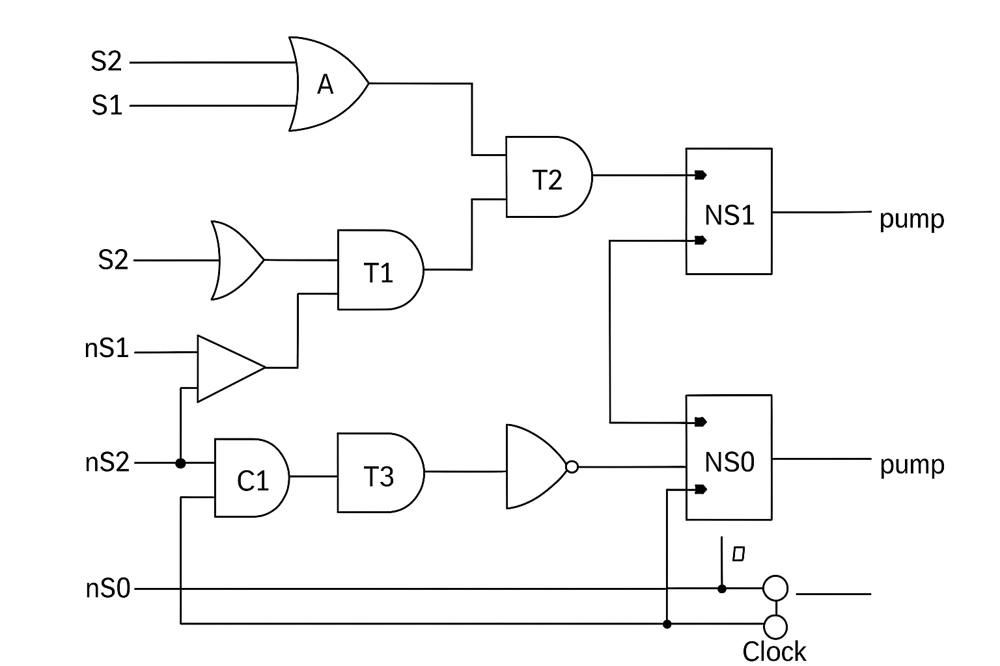 S2
A
S1
T2
NS1
pump
S2
T1
nS1
nS2
C1
T3
NS0
pump
nS0
Clock